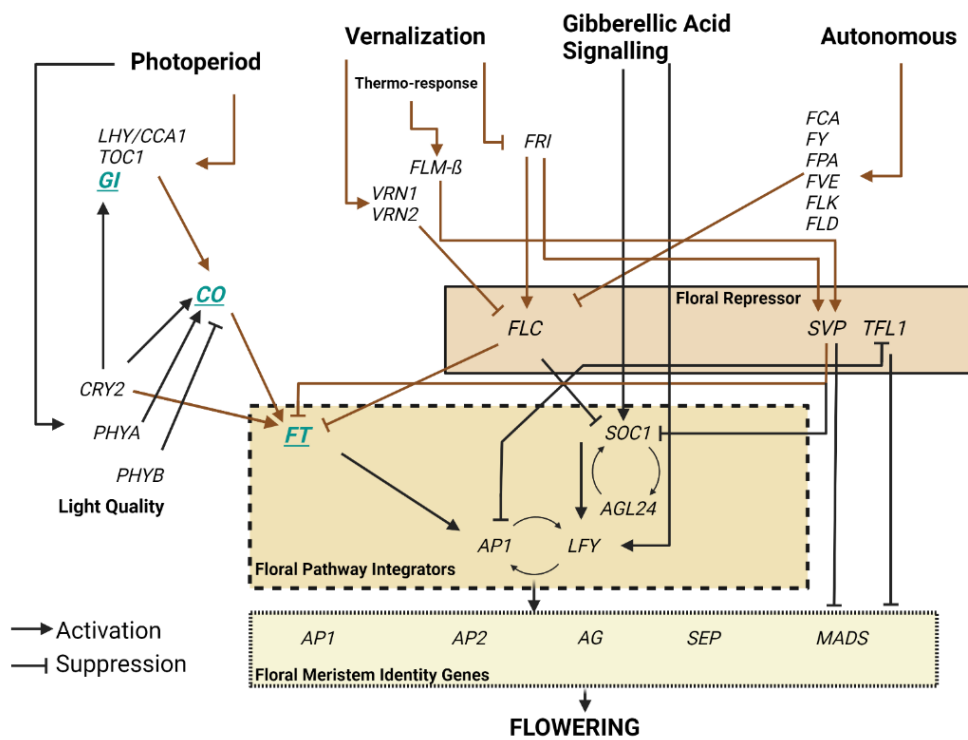 Photoperiod
Vernalization
Gibberellic Acid
Signalling
Autonomous
Thermo-response
LHY/CCA1
TOC1
GI
FLM-ß
FRI
VRN1
VRN2
FCA
FY
FPA
FVE
FLK
FLD
CO
Floral Repressor
FLC
SVP
TFL1
CRY2
PHYA
PHYB
Light Quality
FT
SOC1
AGL24
AP1
LFY
Floral Pathway Integrators
Activation
Suppression
AP1
AP2
AG
SEP
MADS
Floral Meristem Identity Genes
FLOWERING